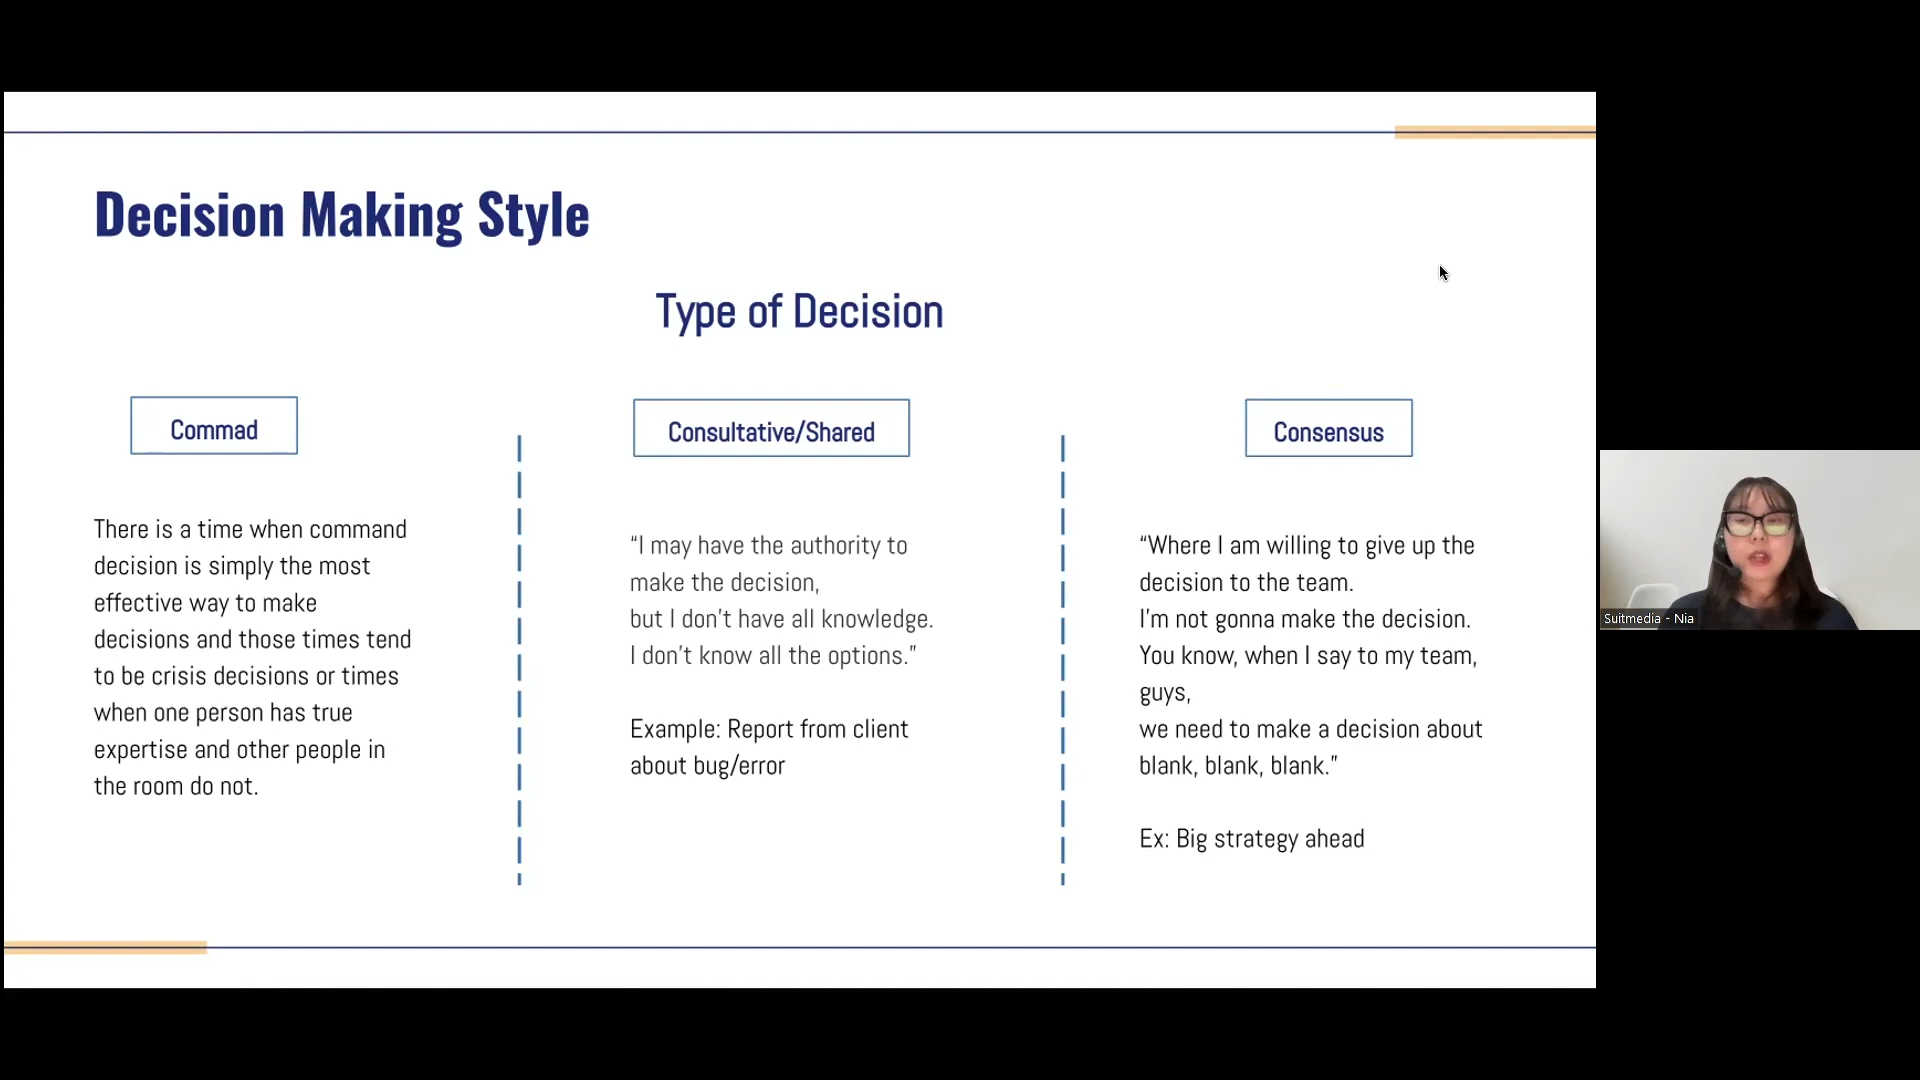 Decision Making Style
Type of Decision
Commad
There is a time when command
decision is simply the most
effective way to make
decisions and those times tend
to be crisis decisions or times
when one person has true
expertise and other people in
the room do not.
Consultative/Shared
“I may have the authority to
make the decision,
but I don’t have all knowledge.
I don’t know all the options.”
Example: Report from client
about bug/error
Consensus
“Where I am willing to give up the
decision to the team.
I’m not gonna make the decision.
You know, when I say to my team,
guys,
we need to make a decision about
blank, blank, blank.”
Ex: Big strategy ahead
Suitmedia - Nia